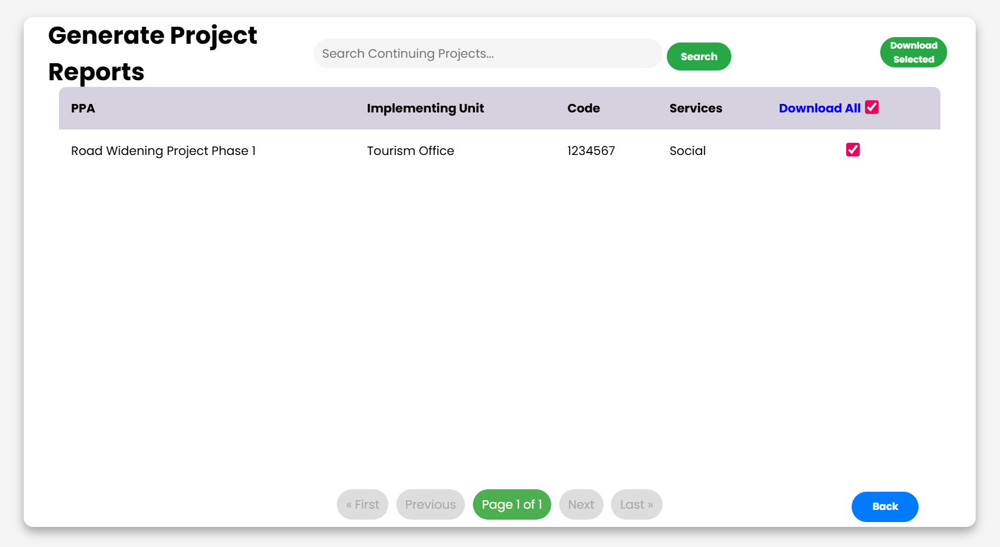 Generate Project
Reports
Search Continuing Projects...
Search
Download
Selected
PPA Implementing Unit Code Services Download All
Road Widening Project Phase 1 Tourism Office 1234567 Social
« First Previous Page 1 of 1 Next Last »
Back